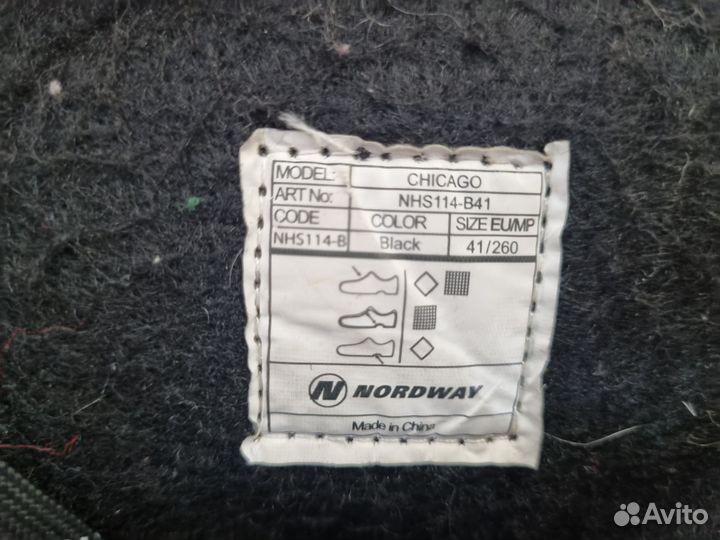 MODEL: CHICAGO
ART No: NHS114-B41
CODE COLOR SIZE EU/MP
NHS114-B Black 41/260
N NORDWAY
Made in China
Avito